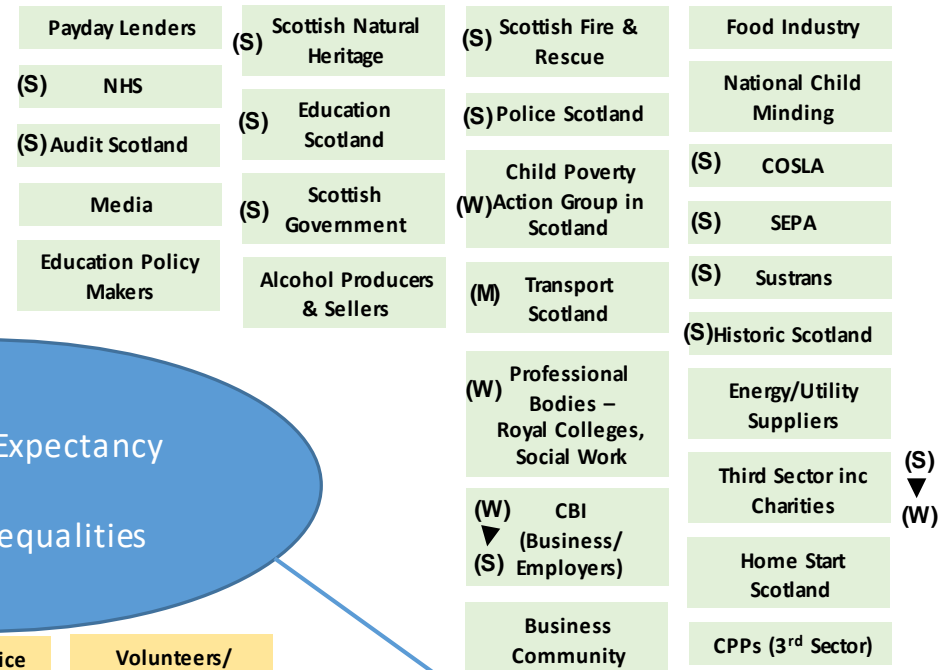 Payday Lenders
(S) NHS
(S) Audit Scotland
Media
Education Policy
Makers
(S) Scottish Natural
Heritage
(S) Education
Scotland
(S) Scottish
Government
Alcohol Producers
& Sellers
(S) Scottish Fire &
Rescue
(S) Police Scotland
Child Poverty
(W) Action Group in
Scotland
(M) Transport
Scotland
(W) Professional
Bodies –
Royal Colleges,
Social Work
(W) CBI
(Business/
(S) Employers)
Business
Community
Food Industry
National Child
Minding
(S) COSLA
(S) SEPA
(S) Sustrans
(S) Historic Scotland
Energy/Utility
Suppliers
Third Sector inc
Charities
(S)
(W)
Home Start
Scotland
CPPs (3rd Sector)
Expectancy
equalities
ice
Volunteers/